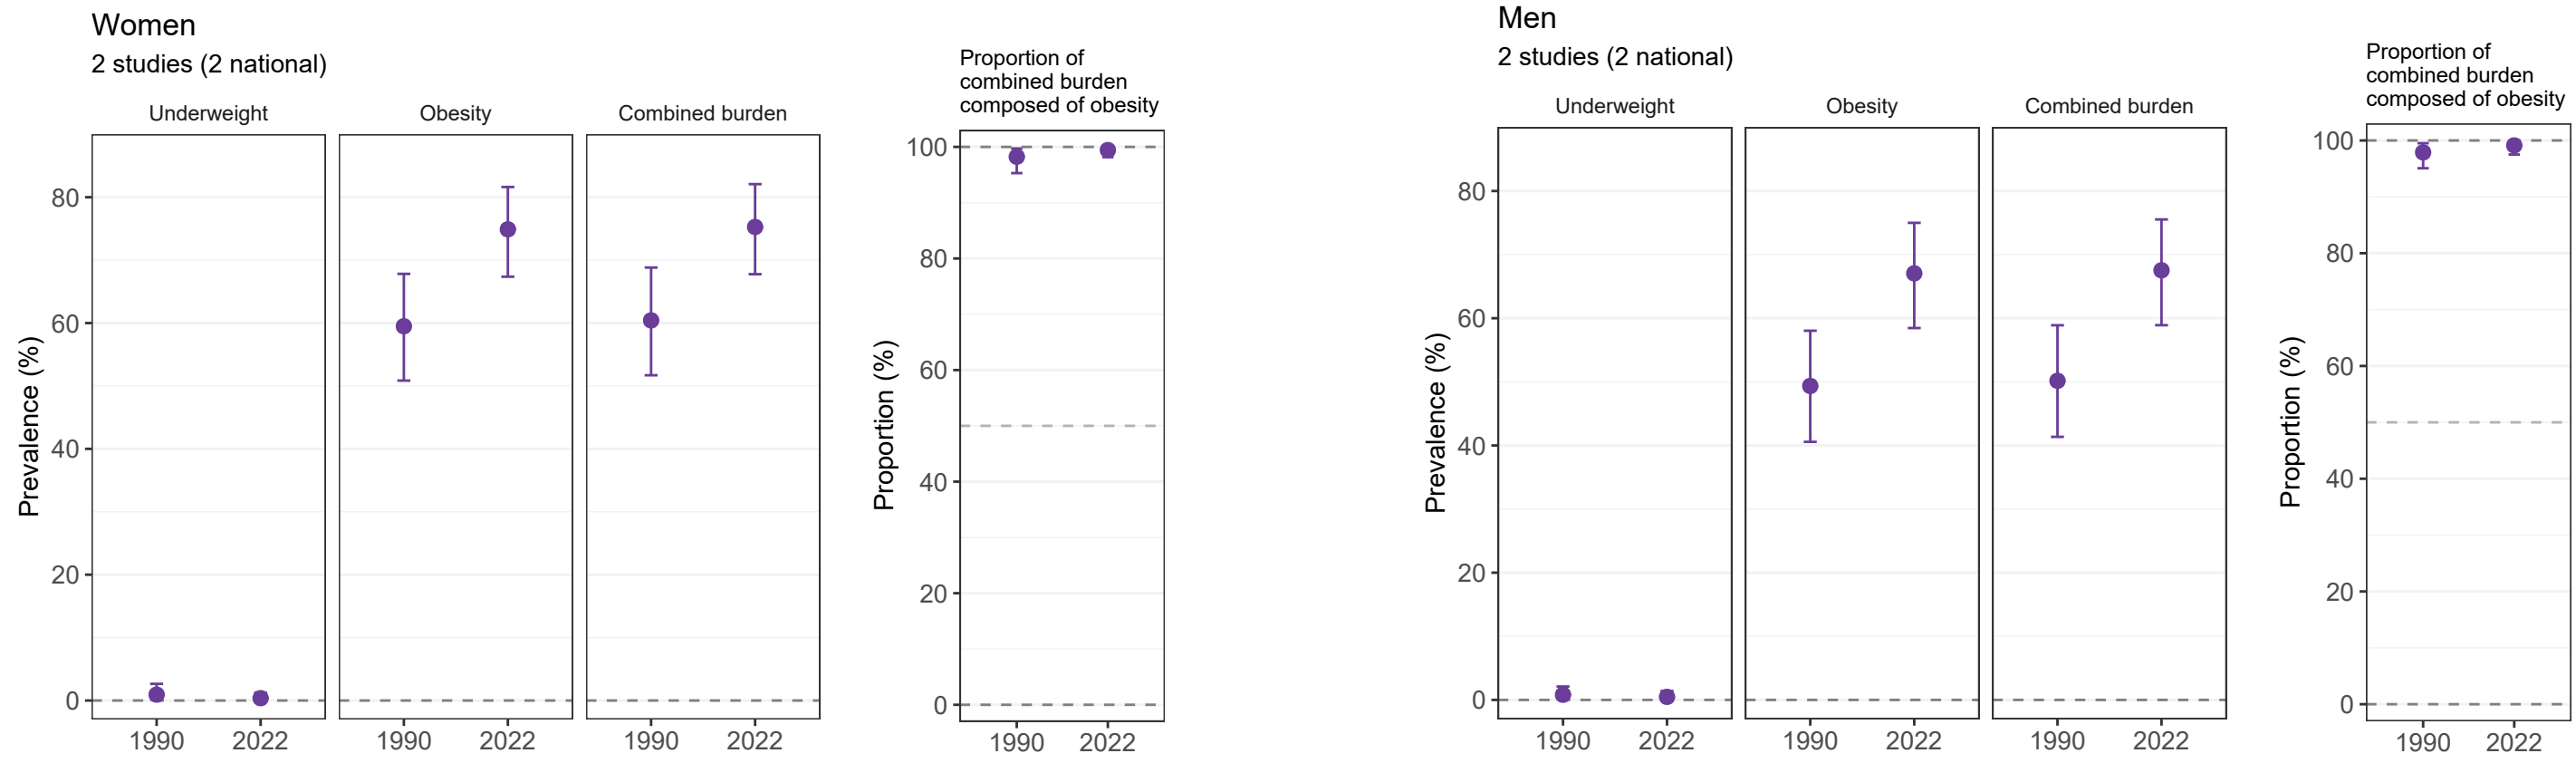 Women
2 studies (2 national)
Underweight
Obesity
Combined burden
Prevalence (%)
80
60
40
20
0
1990 2022
1990 2022
1990 2022
Proportion of
combined burden
composed of obesity
Proportion (%)
100
80
60
40
20
0
1990 2022
Men
2 studies (2 national)
Underweight
Obesity
Combined burden
Prevalence (%)
80
60
40
20
0
1990 2022
1990 2022
1990 2022
Proportion of
combined burden
composed of obesity
Proportion (%)
100
80
60
40
20
0
1990 2022